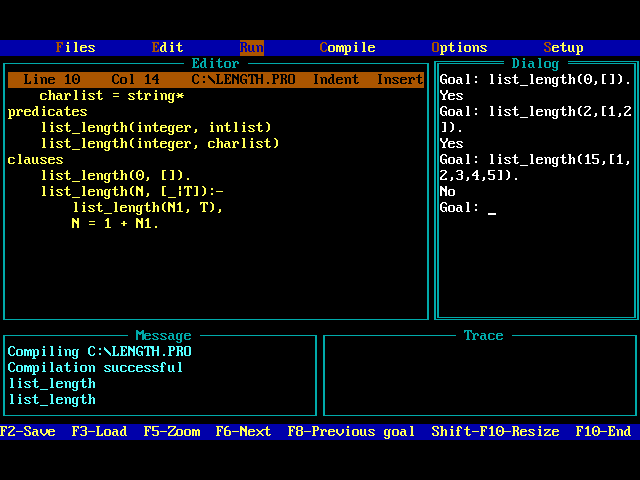 Files Edit Run Compile Options Setup
Editor
Line 10 Col 14 C:\LENGTH.PRO Indent Insert
charlist = string*
predicates
list_length(integer, intlist)
list_length(integer, charlist)
clauses
list_length(0, []).
list_length(N, [_|T]):-
list_length(N1, T),
N = 1 + N1.
Dialog
Goal: list_length(0,[]).
Yes
Goal: list_length(2,[1,2
]).
Yes
Goal: list_length(15,[1,
2,3,4,5]).
No
Goal: _
Message
Compiling C:\LENGTH.PRO
Compilation successful
list_length
list_length
Trace
F2-Save F3-Load F5-Zoom F6-Next F8-Previous goal Shift-F10-Resize F10-End